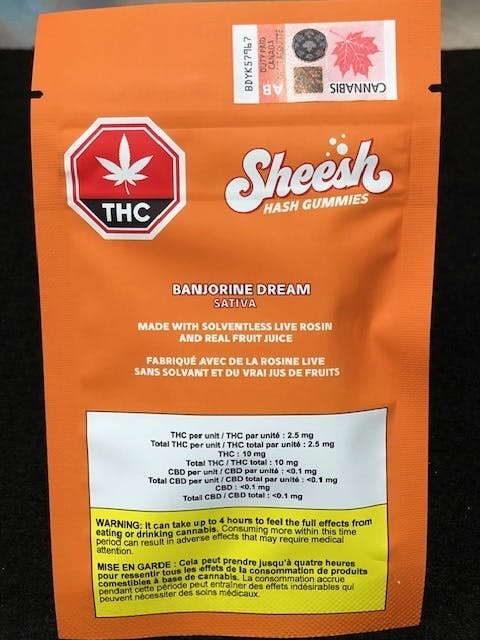 BDYK57967
AB
DUTY PAID
CANADA
CANNABIS
THC
Sheesh
HASH GUMMIES
BANJORINE DREAM
SATIVA
MADE WITH SOLVENTLESS LIVE ROSIN
AND REAL FRUIT JUICE
FABRIQUÉ AVEC DE LA ROSINE LIVE
SANS SOLVANT ET DU VRAI JUS DE FRUITS
THC per unit / THC par unité : 2.5 mg
Total THC per unit / THC total par unité : 2.5 mg
THC : 10 mg
Total THC / THC total : 10 mg
CBD per unit / CBD par unité : <0.1 mg
Total CBD per unit / CBD total par unité : <0.1 mg
CBD : <0.1 mg
Total CBD / CBD total : <0.1 mg
WARNING: It can take up to 4 hours to feel the full effects from
eating or drinking cannabis. Consuming more within this time
period can result in adverse effects that may require medical
attention.
MISE EN GARDE : Cela peut prendre jusqu'à quatre heures
pour ressentir tous les effets de la consommation de produits
comestibles à base de cannabis. La consommation accrue
pendant cette période peut entraîner des effets indésirables qui
peuvent nécessiter des soins médicaux.